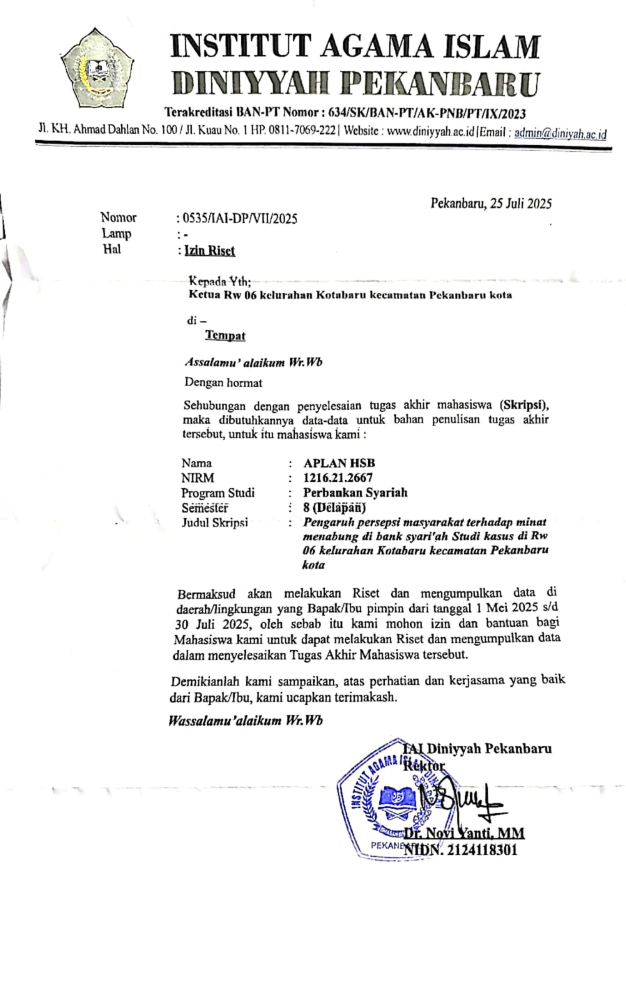 INSTITUT AGAMA ISLAM
DINIYYAH PEKANBARU
Terakreditasi BAN-PT Nomor : 634/SK/BAN-PT/AK-PNB/PT/IX/2023
Jl. KH. Ahmad Dahlan No. 100 / Jl. Kuau No. 1 HP. 0811-7069-222| Website : www.diniyyah.ac.id|Email : admin@diniyah.ac.id
Pekanbaru, 25 Juli 2025
Nomor : 0535/IAI-DP/VII/2025
Lamp : -
Hal : Izin Riset
Kepada Yth;
Ketua Rw 06 kelurahan Kotabaru kecamatan Pekanbaru kota
di –
Tempat
Assalamu’ alaikum Wr.Wb
Dengan hormat
Sehubungan dengan penyelesaian tugas akhir mahasiswa (Skripsi),
maka dibutuhkannya data-data untuk bahan penulisan tugas akhir
tersebut, untuk itu mahasiswa kami :
Nama : APLAN HSB
NIRM : 1216.21.2667
Program Studi : Perbankan Syariah
Semester : 8 (Delapan)
Judul Skripsi : Pengaruh persepsi masyarakat terhadap minat
menabung di bank syari'ah Studi kasus di Rw
06 kelurahan Kotabaru kecamatan Pekanbaru
kota
Bermaksud akan melakukan Riset dan mengumpulkan data di
daerah/lingkungan yang Bapak/Ibu pimpin dari tanggal 1 Mei 2025 s/d
30 Juli 2025, oleh sebab itu kami mohon izin dan bantuan bagi
Mahasiswa kami untuk dapat melakukan Riset dan mengumpulkan data
dalam menyelesaikan Tugas Akhir Mahasiswa tersebut.
Demikianlah kami sampaikan, atas perhatian dan kerjasama yang baik
dari Bapak/Ibu, kami ucapkan terimakash.
Wassalamu’alaikum Wr.Wb
IAI Diniyyah Pekanbaru
Rektor
INSTITUT AGAMA
Dr. Novi Yanti, MM
NIDN. 2124118301